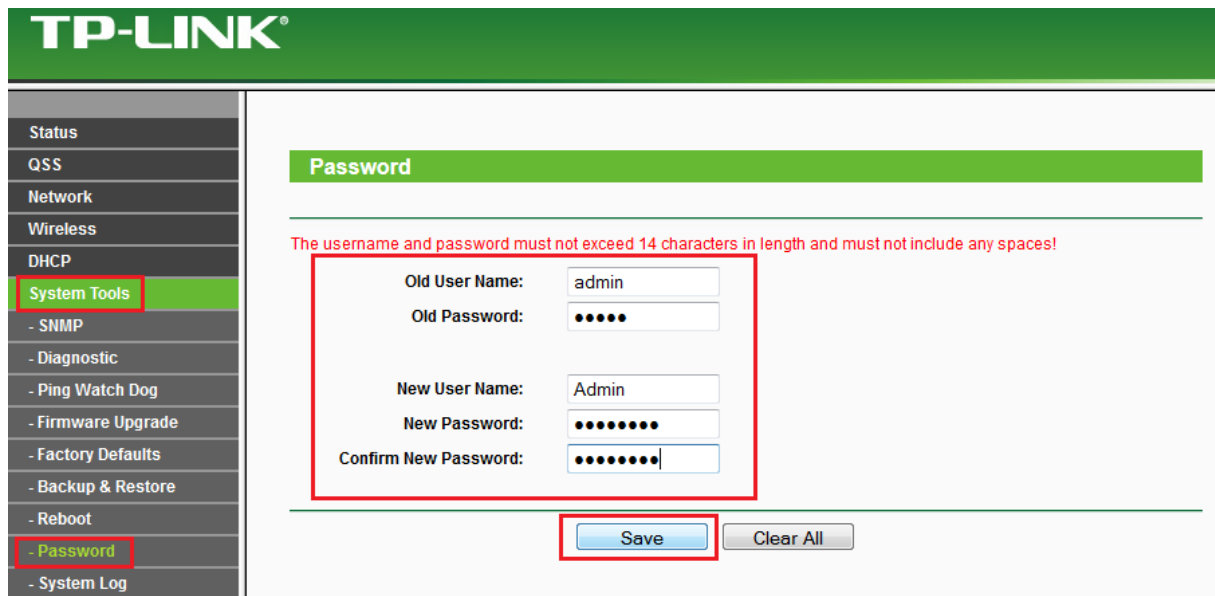 TP-LINK®
Status
QSS
Network
Wireless
DHCP
System Tools
- SNMP
- Diagnostic
- Ping Watch Dog
- Firmware Upgrade
- Factory Defaults
- Backup & Restore
- Reboot
- Password
- System Log
Password
The username and password must not exceed 14 characters in length and must not include any spaces!
Old User Name: admin
Old Password: •••••
New User Name: Admin
New Password: ••••••••
Confirm New Password: ••••••••
Save Clear All